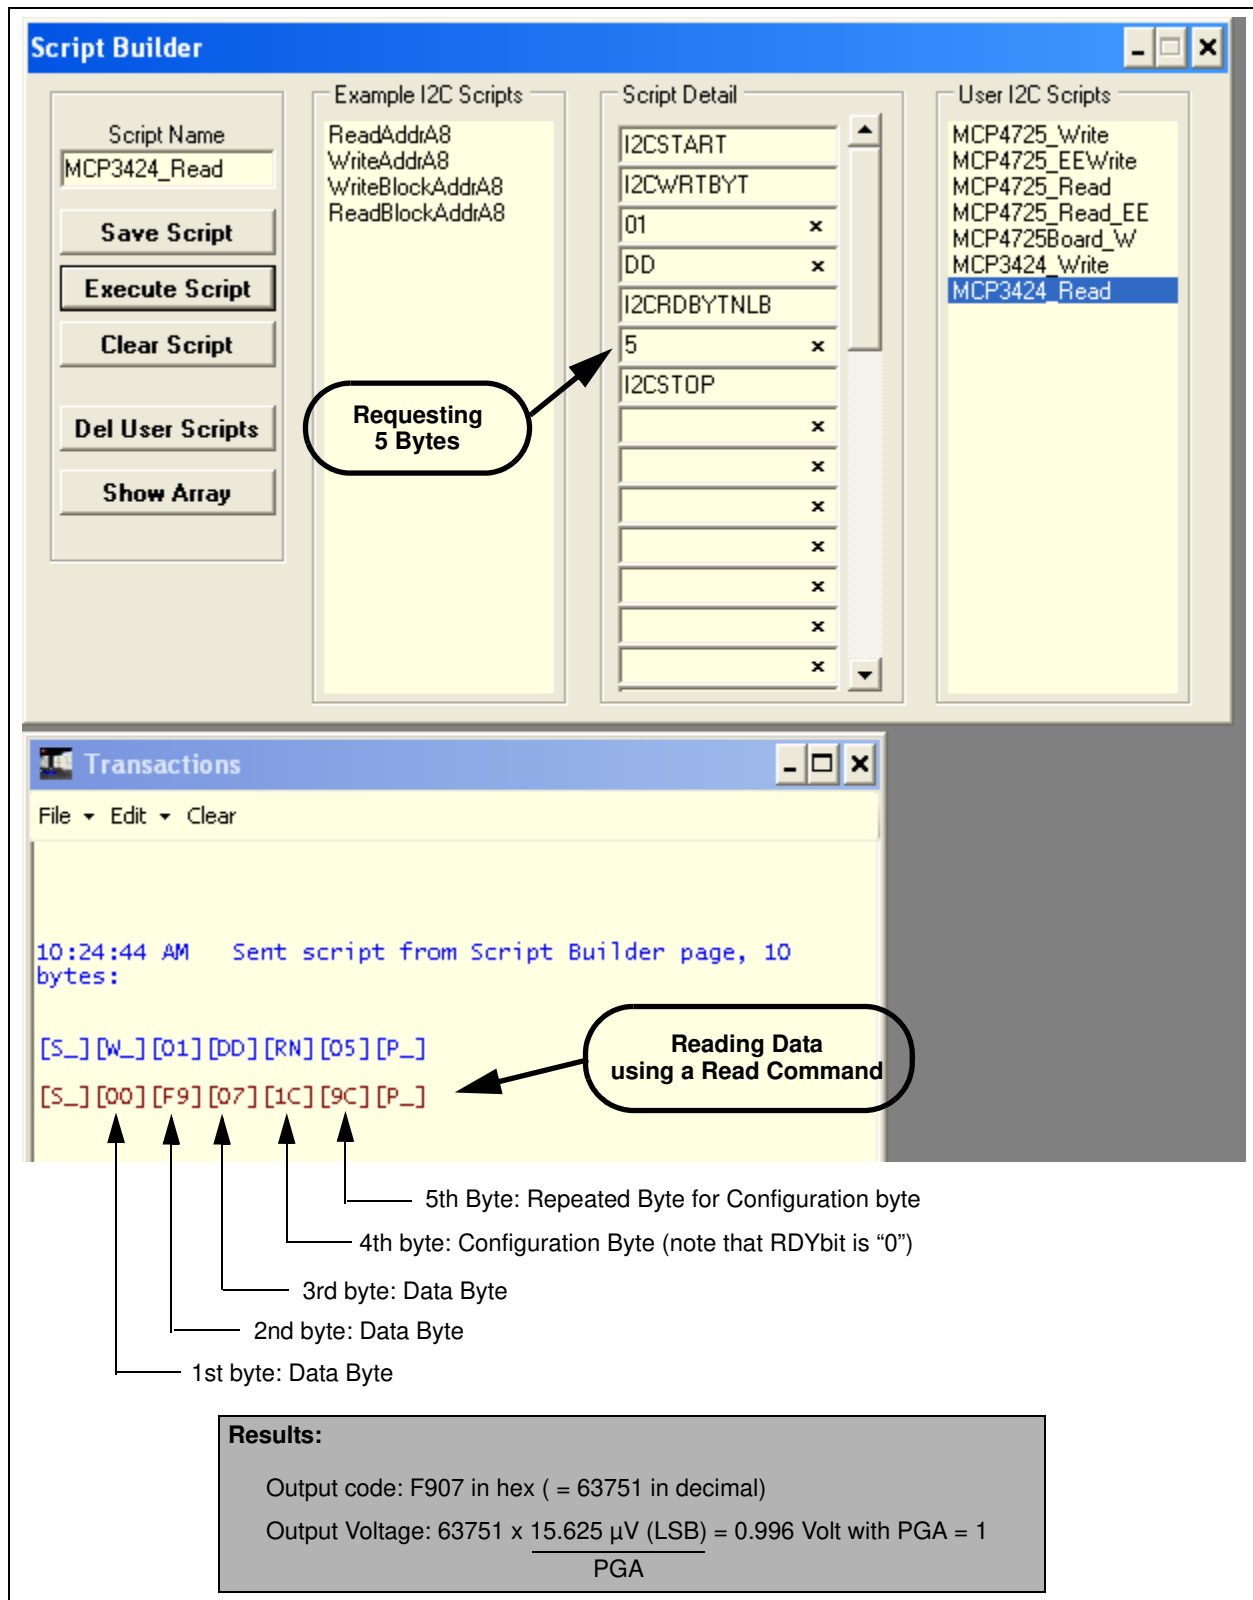 Script Builder
Script Name
MCP3424_Read
Save Script
Execute Script
Clear Script
Del User Scripts
Show Array
Example I2C Scripts
ReadAddrA8
WriteAddrA8
WriteBlockAddrA8
ReadBlockAddrA8
Script Detail
I2CSTART
I2CWRTBYT
01 x
DD x
I2CRDBYTNLB
5 x
I2CSTOP
x
x
x
x
x
x
x
User I2C Scripts
MCP4725_Write
MCP4725_EEWrite
MCP4725_Read
MCP4725_Read_EE
MCP4725Board_W
MCP3424_Write
MCP3424_Read
Requesting
5 Bytes
Transactions
File Edit Clear
10:24:44 AM Sent script from Script Builder page, 10
bytes:
[S_][W_][01][DD][RN][05][P_]
[S_][00][F9][07][1C][9C][P_]
Reading Data
using a Read Command
5th Byte: Repeated Byte for Configuration byte
4th byte: Configuration Byte (note that RDYbit is “0”)
3rd byte: Data Byte
2nd byte: Data Byte
1st byte: Data Byte
Results:
Output code: F907 in hex ( = 63751 in decimal)
Output Voltage: 63751 x 15.625 µV (LSB) = 0.996 Volt with PGA = 1
PGA